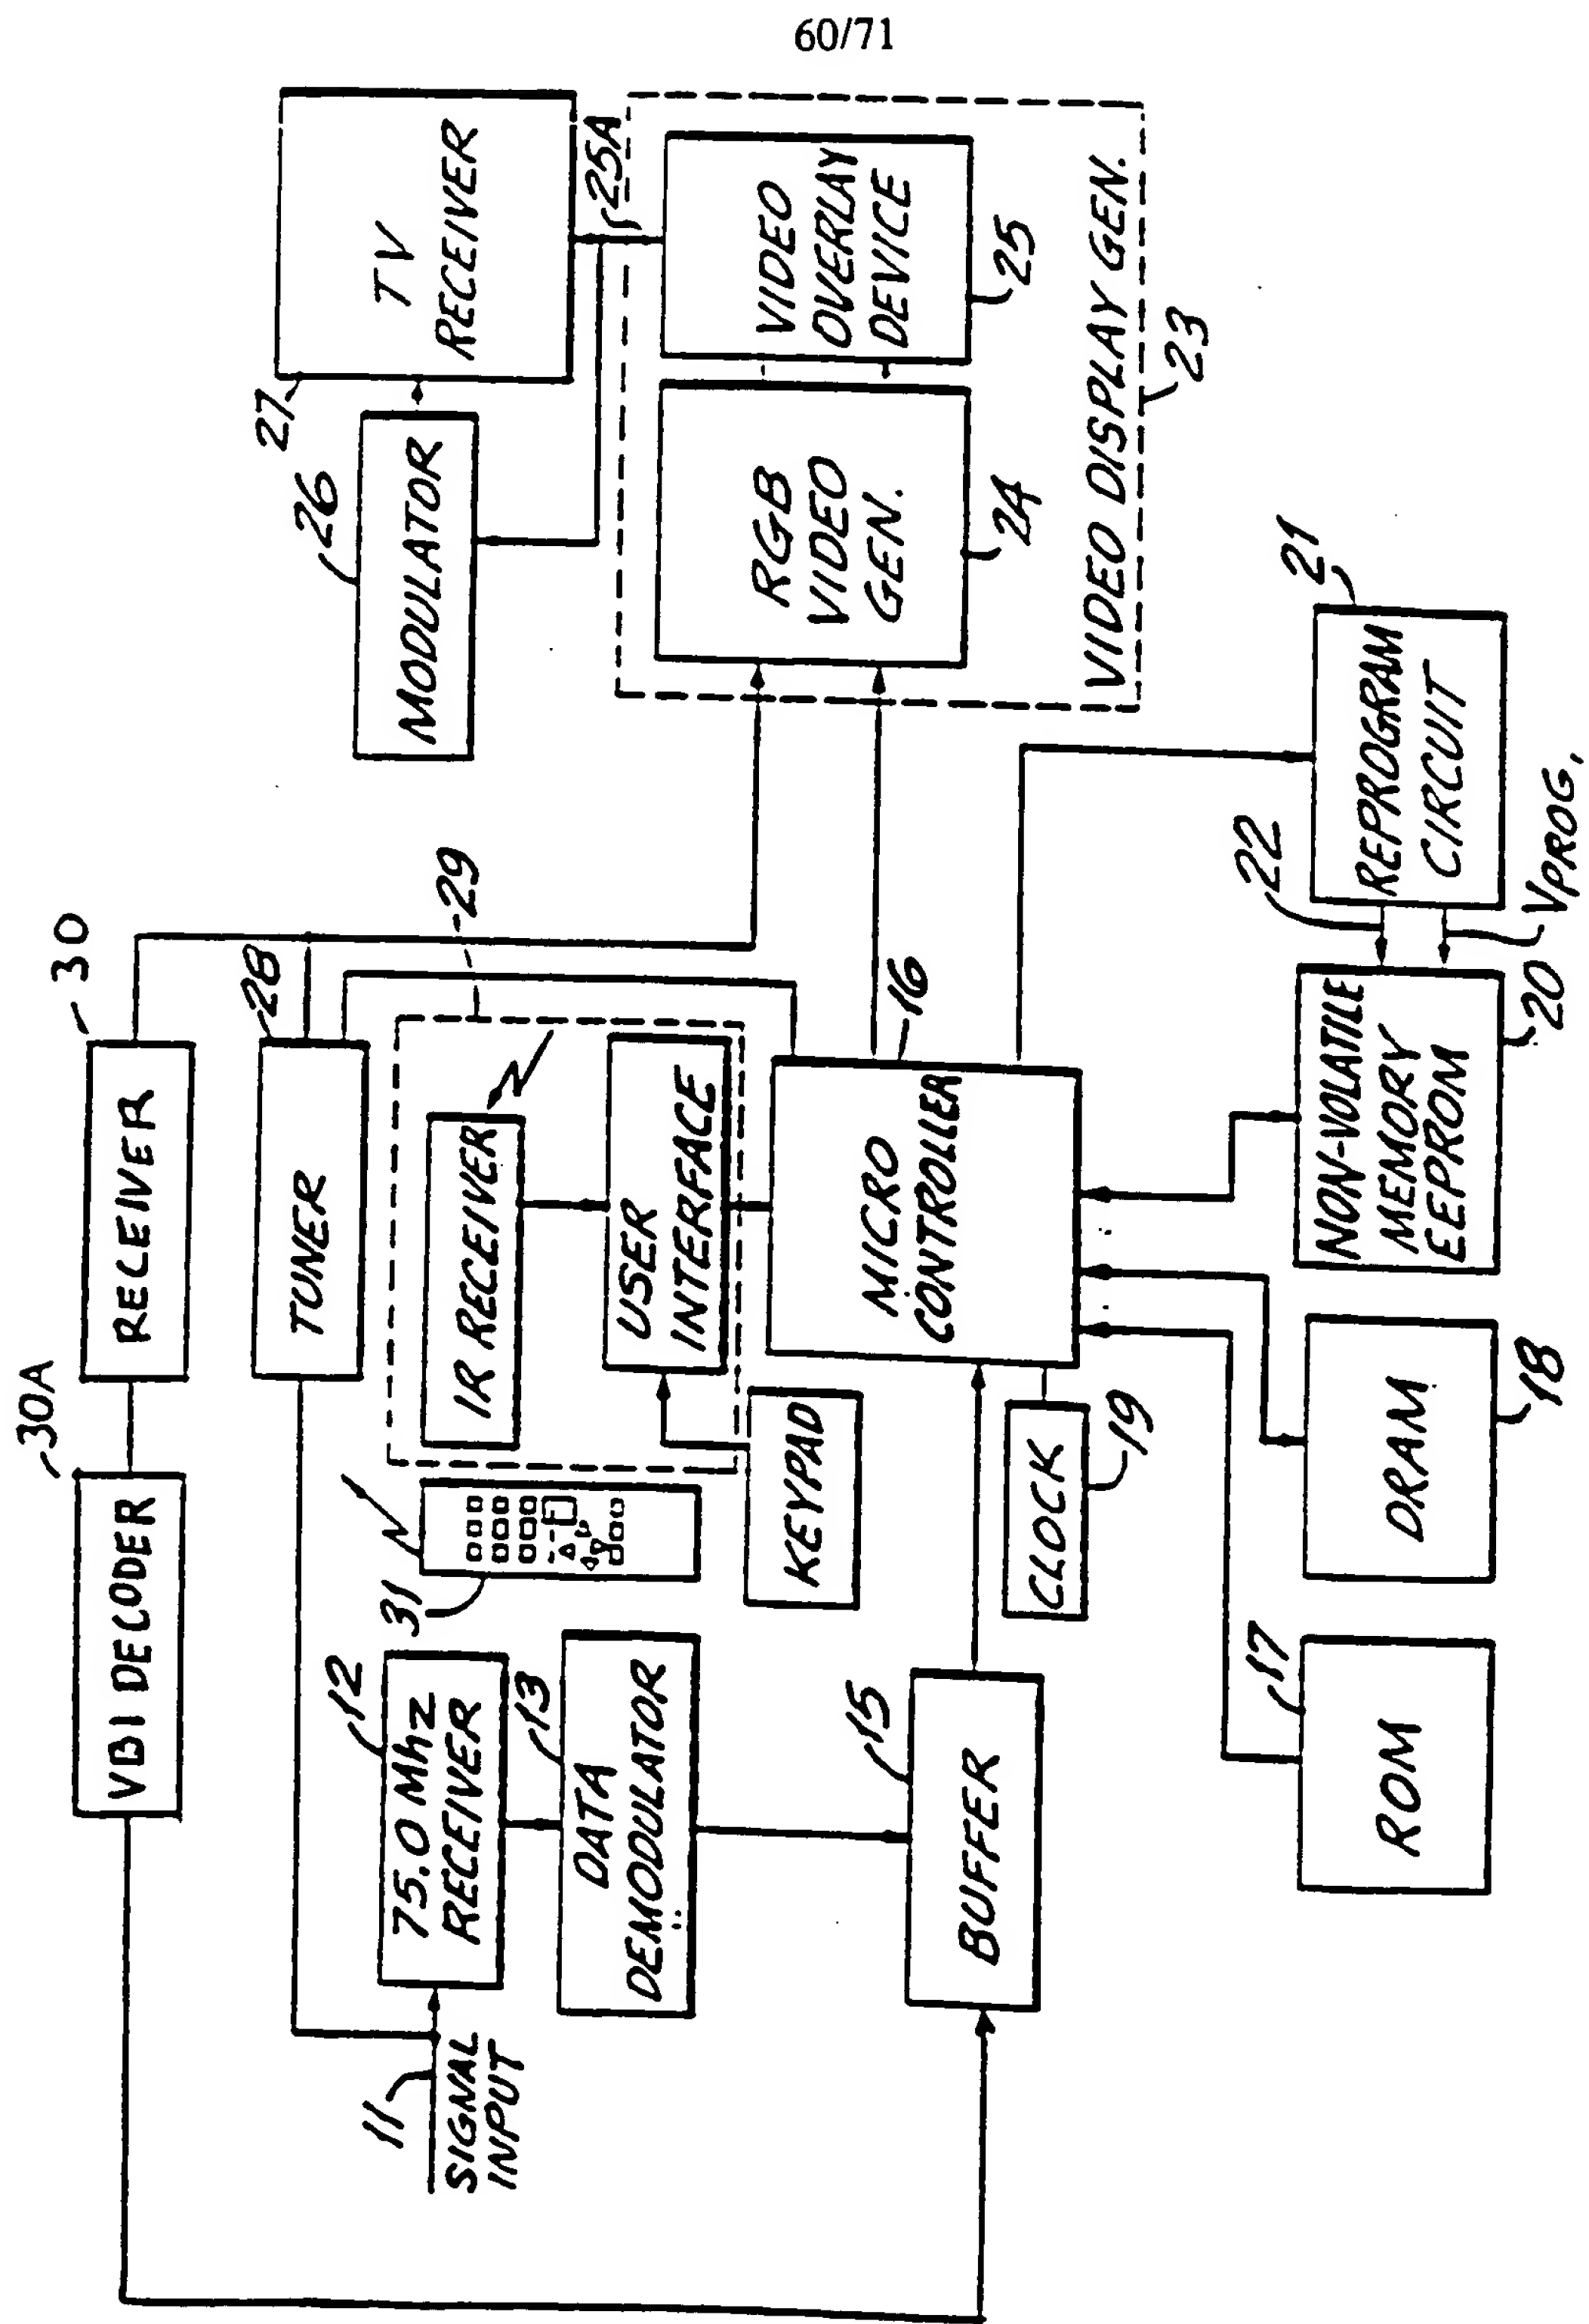 60/71
30A
30
VBI DECODER
RECEIVER
28
TUNER
29
IR RECEIVER
USER
INTERFACE
31
KEYPAD
11
SIGNAL
INPUT
12
75.0 Mhz
RECEIVER
13
DATA
DEMODULATOR
15
BUFFER
16
MICRO
CONTROLLER
CLOCK
19
27
TV
RECEIVER
26
MODULATOR
25A
VIDEO
OVERLAY
DEVICE
25
RGB
VIDEO
GEN.
24
VIDEO DISPLAY GEN.
23
21
REPROGRAM
CIRCUIT
22
VPROG.
NON-VOLATILE
MEMORY
EEPROM
20
DRAM
18
17
ROM